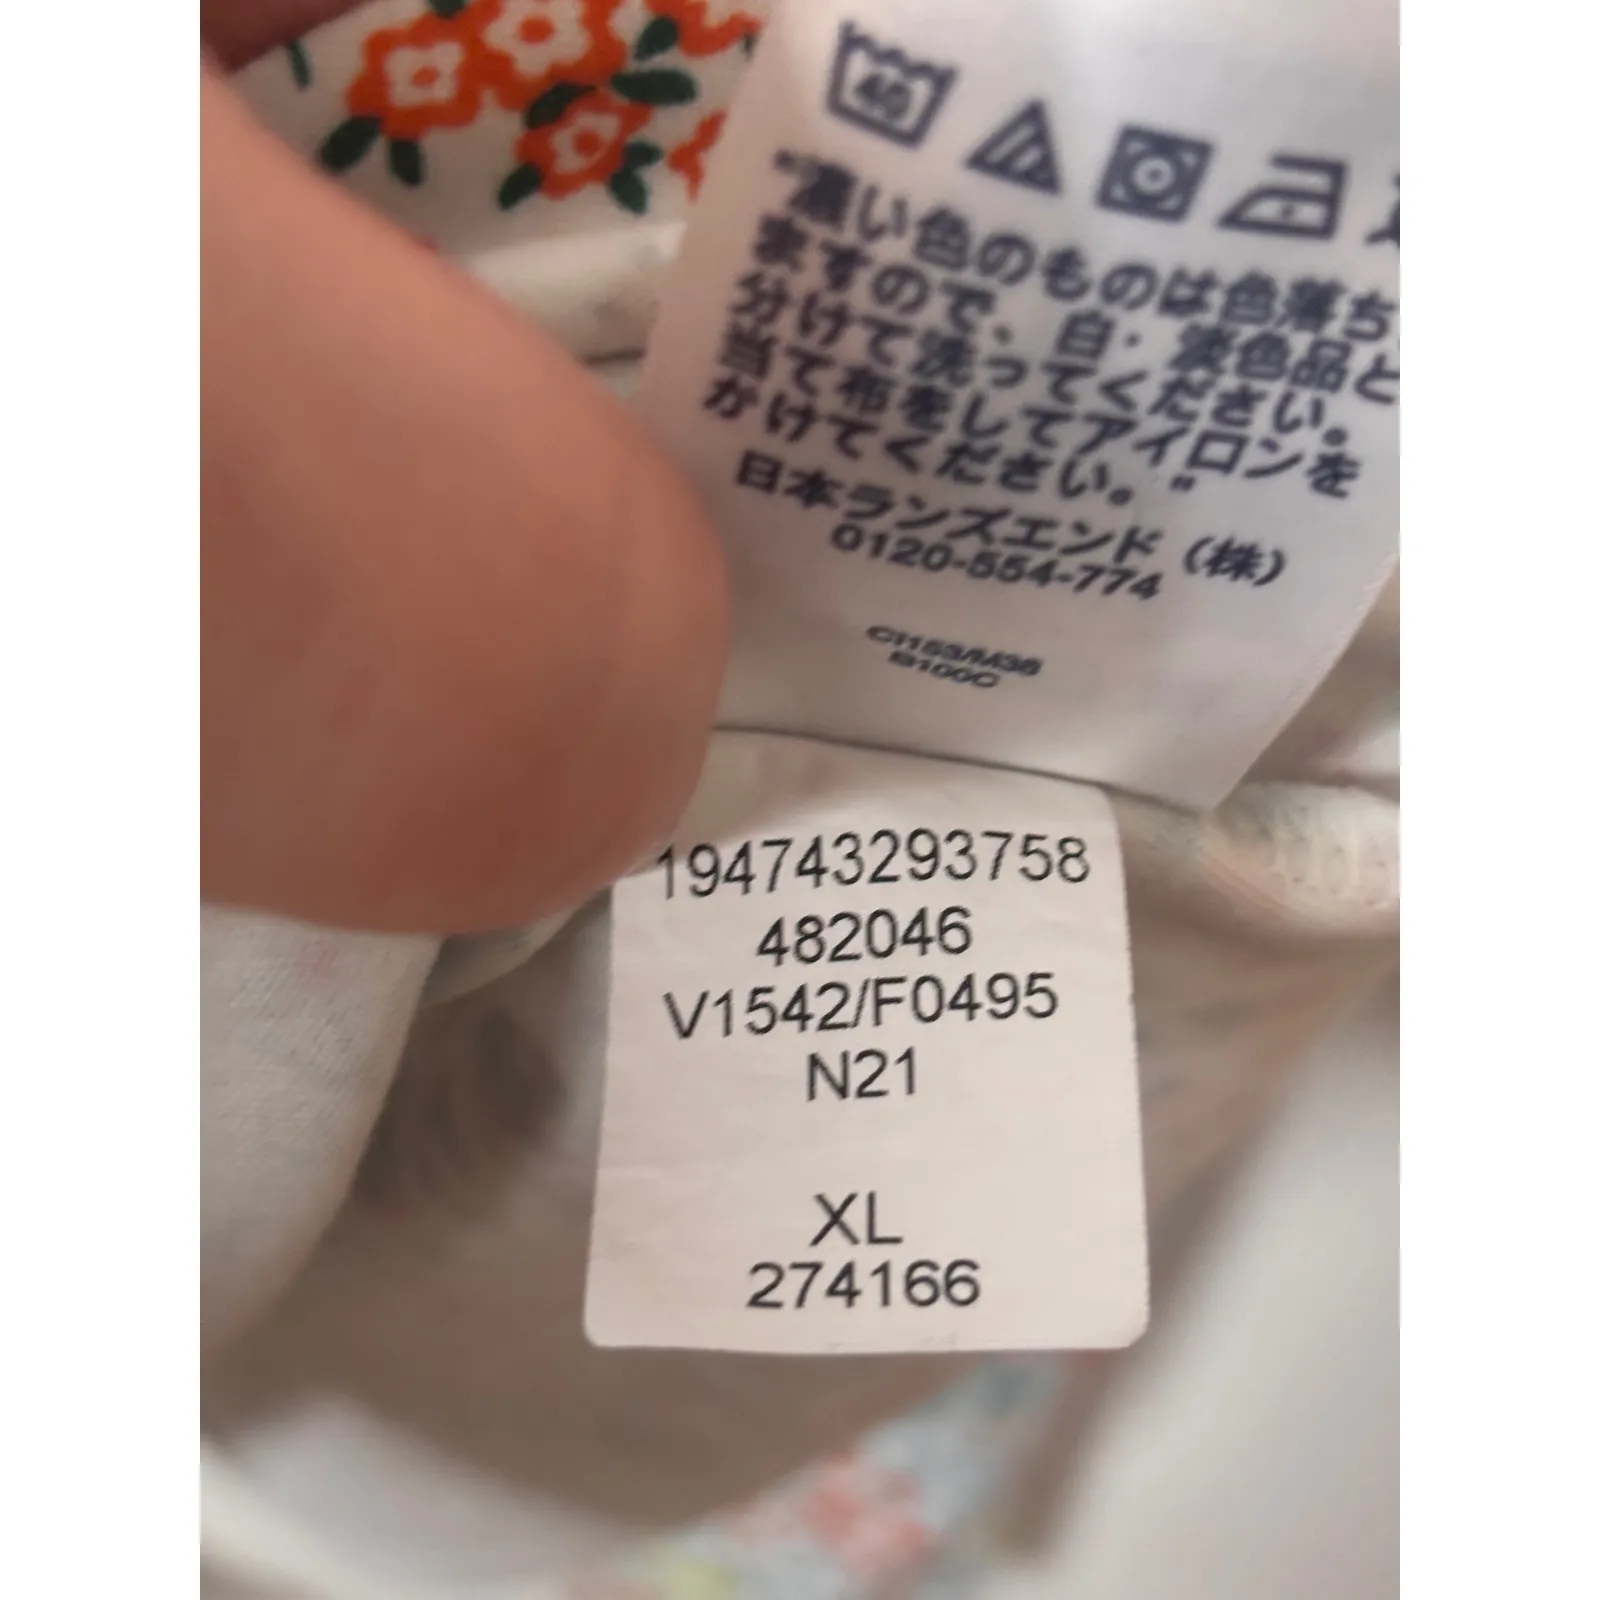 40
"濃い色のものは色落ち
ますので、白・淡色品と
分けて洗ってください。
当て布をしてアイロンを
かけてください。"
日本ランズエンド (株)
0120-554-774
194743293758
482046
V1542/F0495
N21
XL
274166